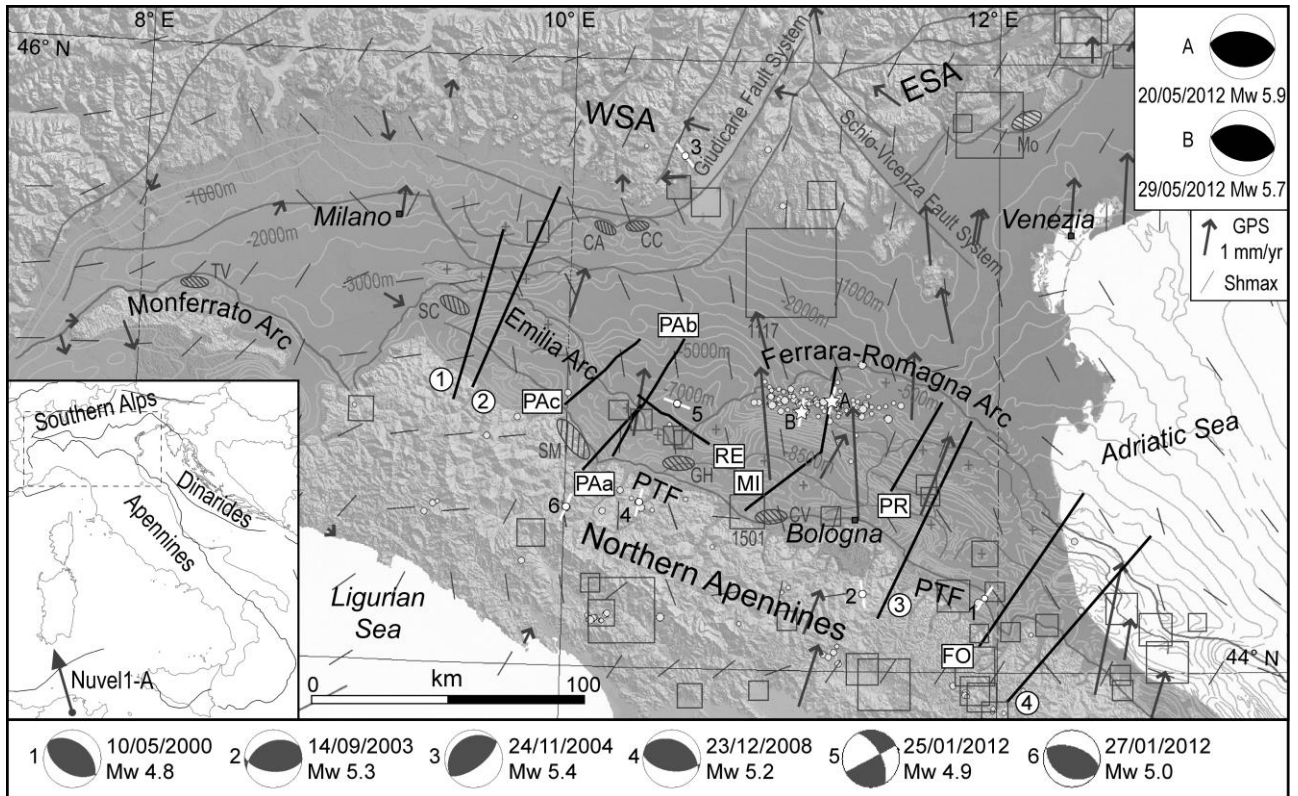 8° E
10° E
12° E
46° N
A
20/05/2012 Mw 5.9
B
29/05/2012 Mw 5.7
GPS
1 mm/yr
Shmax
WSA
ESA
Giudicarie Fault System
Schio-Vicenza Fault System
3
Mo
-1000m
Milano
-2000m
Venezia
CA
CC
TV
-3000m
SC
Monferrato Arc
Emilia Arc
-1000m
-2000m
1117
PAb
-5000m
Ferrara-Romagna Arc
-500m
-7000m
1
2
PAc
5
A
B
Adriatic Sea
SM
RE
-8500m
GH
MI
PAa
PTF
PR
6
4
CV
1501
Bologna
Northern Apennines
2
3
PTF
1
Ligurian
Sea
FO
44° N
4
0
km
100
Southern Alps
Dinarides
Apennines
Nuvel1-A
1
10/05/2000
Mw 4.8
2
14/09/2003
Mw 5.3
3
24/11/2004
Mw 5.4
4
23/12/2008
Mw 5.2
5
25/01/2012
Mw 4.9
6
27/01/2012
Mw 5.0